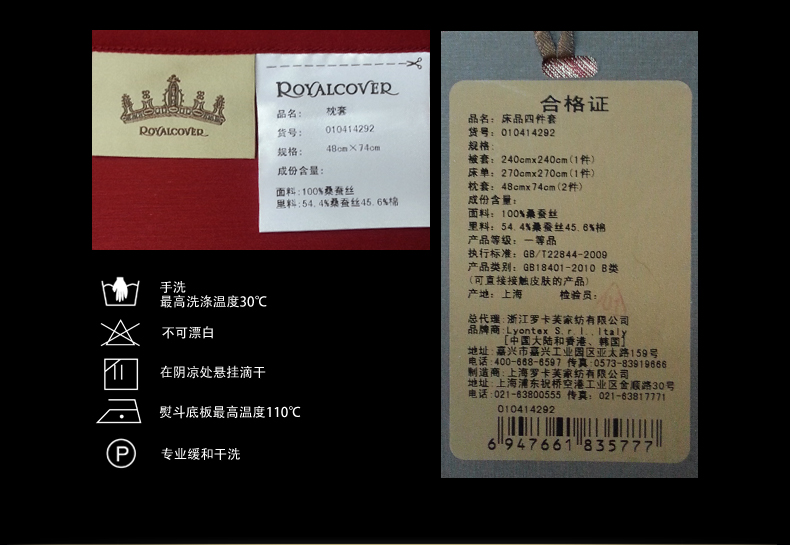 ROYALCOVER
ROYALCOVER
品名: 枕套
货号: 010414292
规格: 48cm×74cm
成份含量:
面料:100%桑蚕丝
里料:54.4%桑蚕丝45.6%棉
手洗
最高洗涤温度30℃
不可漂白
在阴凉处悬挂滴干
熨斗底板最高温度110℃
P
专业缓和干洗
合格证
品名: 床品四件套
货号: 010414292
规格:
被套: 240cmx240cm(1件)
床单: 270cmx270cm(1件)
枕套: 48cmx74cm(2件)
成份含量:
面料: 100%桑蚕丝
里料: 54.4%桑蚕丝45.6%棉
产品等级: 一等品
执行标准: GB/T22844-2009
产品类别: GB18401-2010 B类
(可直接接触皮肤的产品)
产地: 上海 检验员:
总代理:浙江罗卡芙家纺有限公司
品牌商:Lyontex S.r.l.,Italy
[中国大陆和香港、韩国]
地址:嘉兴市嘉兴工业园区亚太路159号
电话:400-668-6597 传真:0573-83919666
制造商:上海罗卡芙家纺有限公司
地址:上海浦东祝桥空港工业区金顺路30号
电话:021-63800555 传真: 021-63817771
010414292
6 947661 835777